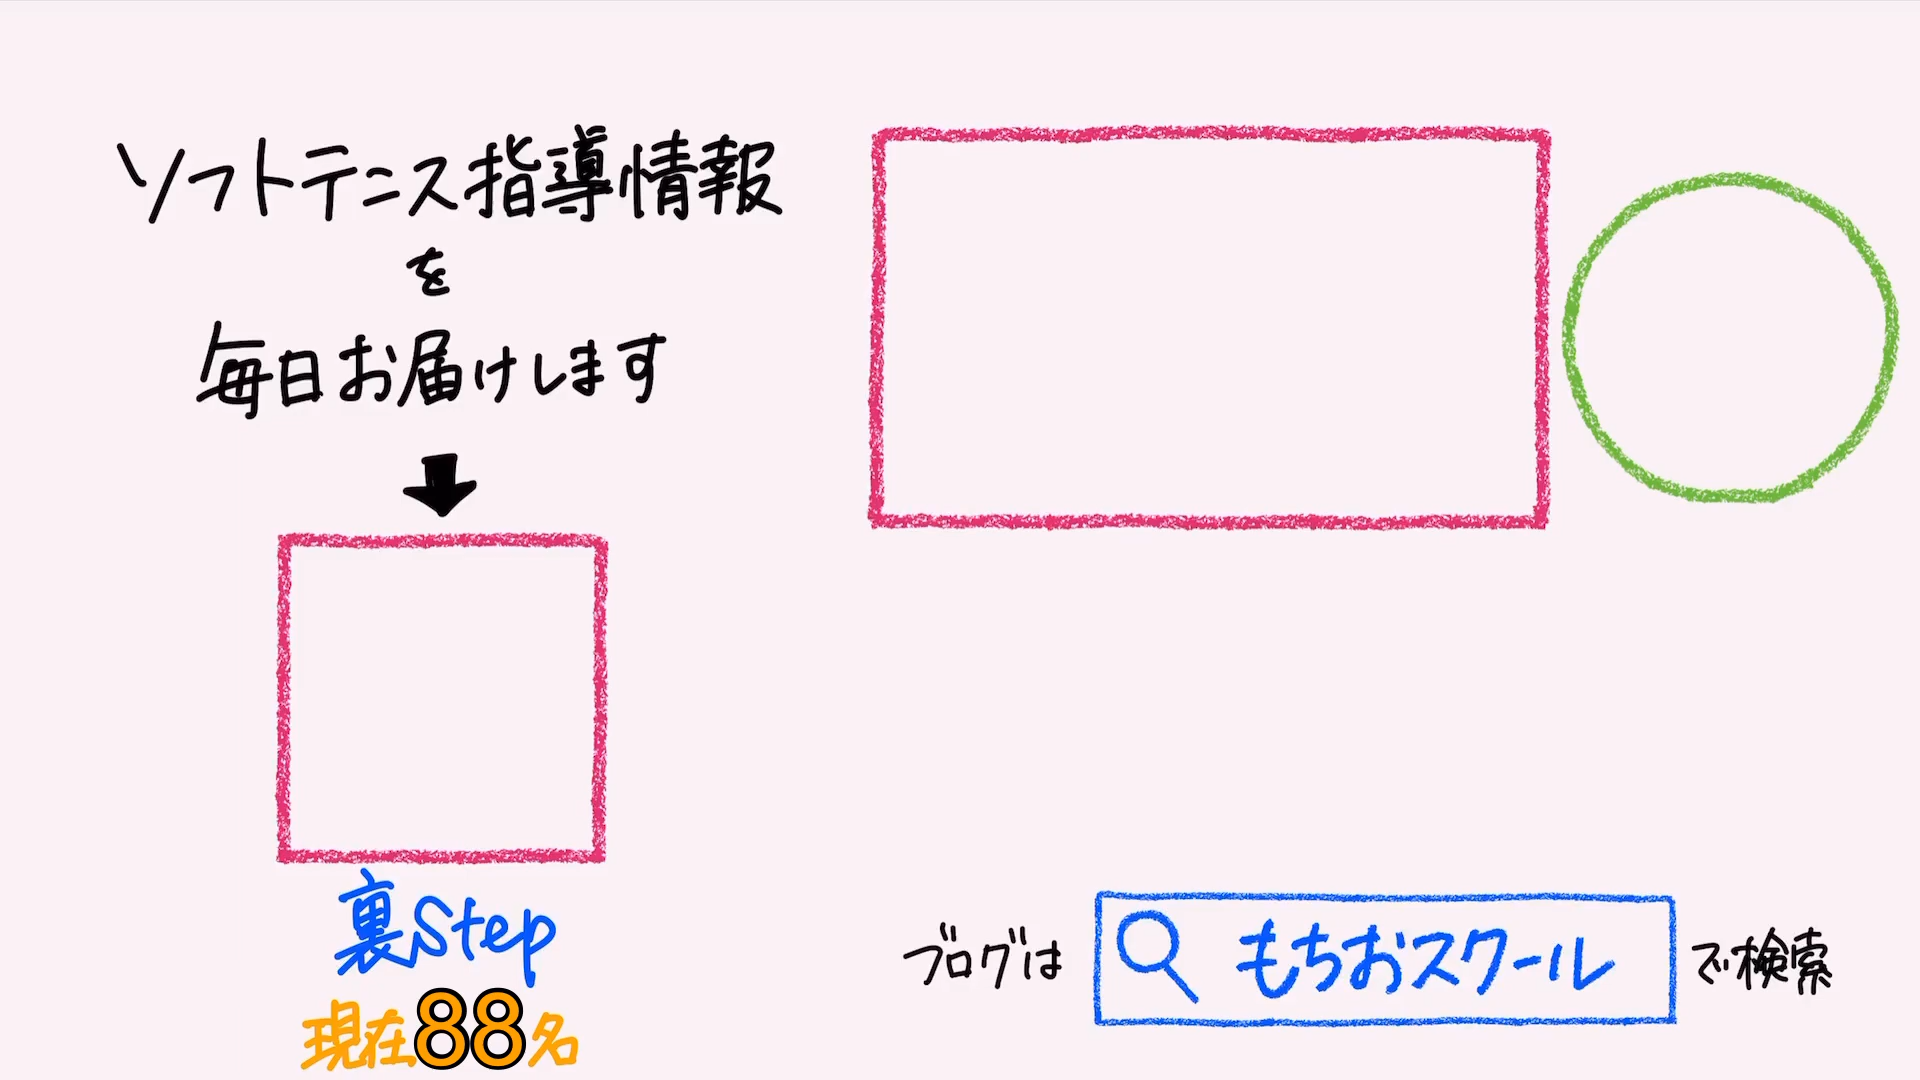 ソフトテニス指導情報
を
毎日お届けします
裏Step
現在88名
ブログは もちおスクール で検索